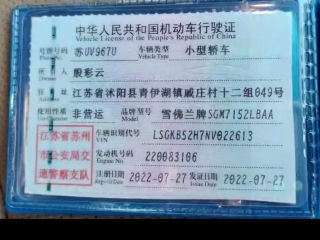 中华人民共和国机动车行驶证
Vehicle License of the People's Republic of China
号牌号码 苏UV967U 车辆类型 小型轿车
Plate No. Vehicle Type
所有人 殷彩云
住址 江苏省沭阳县青伊湖镇戚庄村十二组049号
使用性质 非营运 品牌型号 雪佛兰牌SGM7152LBAA
江苏省苏州 车辆识别代号 LSGKB52H7NV022613
VIN
市公安局交 发动机号码 220083106
Engine No.
通警察支队 注册日期 2022-07-27 发证日期 2022-07-27
Register Date Issue Date